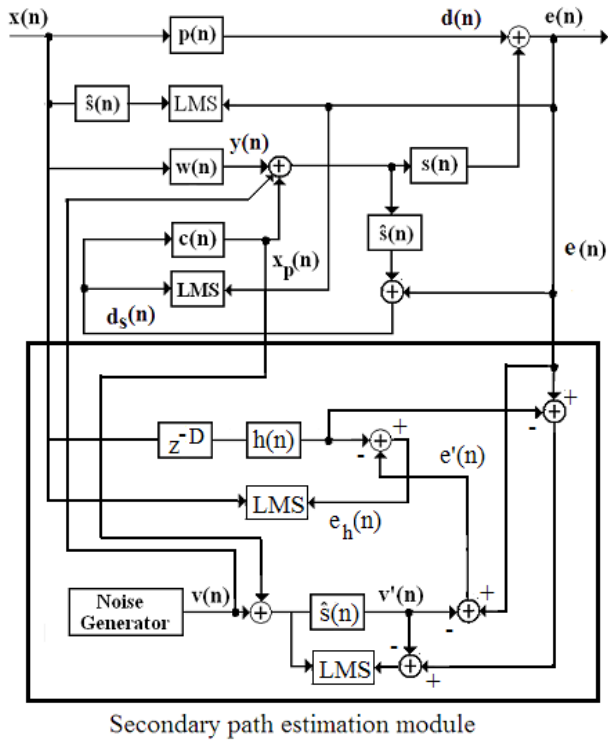 x(n)
p(n)
d(n)
e(n)
ŝ(n)
LMS
w(n)
y(n)
s(n)
c(n)
x_p(n)
ŝ(n)
LMS
d_s(n)
e(n)
z^-D
h(n)
-
+
-
+
e'(n)
LMS
e_h(n)
Noise
Generator
v(n)
ŝ(n)
v'(n)
-
+
LMS
-
+
Secondary path estimation module